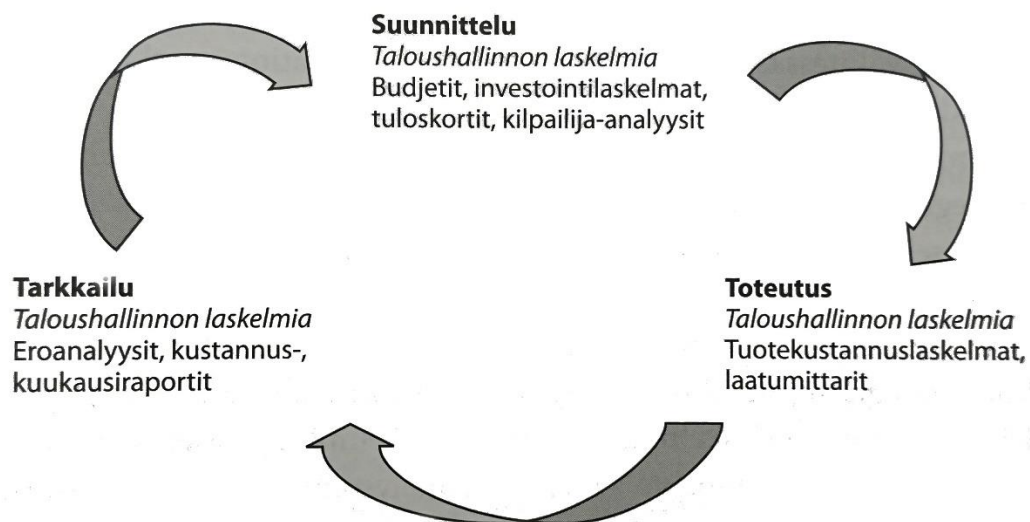 Suunnittelu
Taloushallinnon laskelmia
Budjetit, investointilaskelmat,
tuloskortit, kilpailija-analyysit
Tarkkailu
Taloushallinnon laskelmia
Eroanalyysit, kustannus-,
kuukausiraportit
Toteutus
Taloushallinnon laskelmia
Tuotekustannuslaskelmat,
laatumittarit